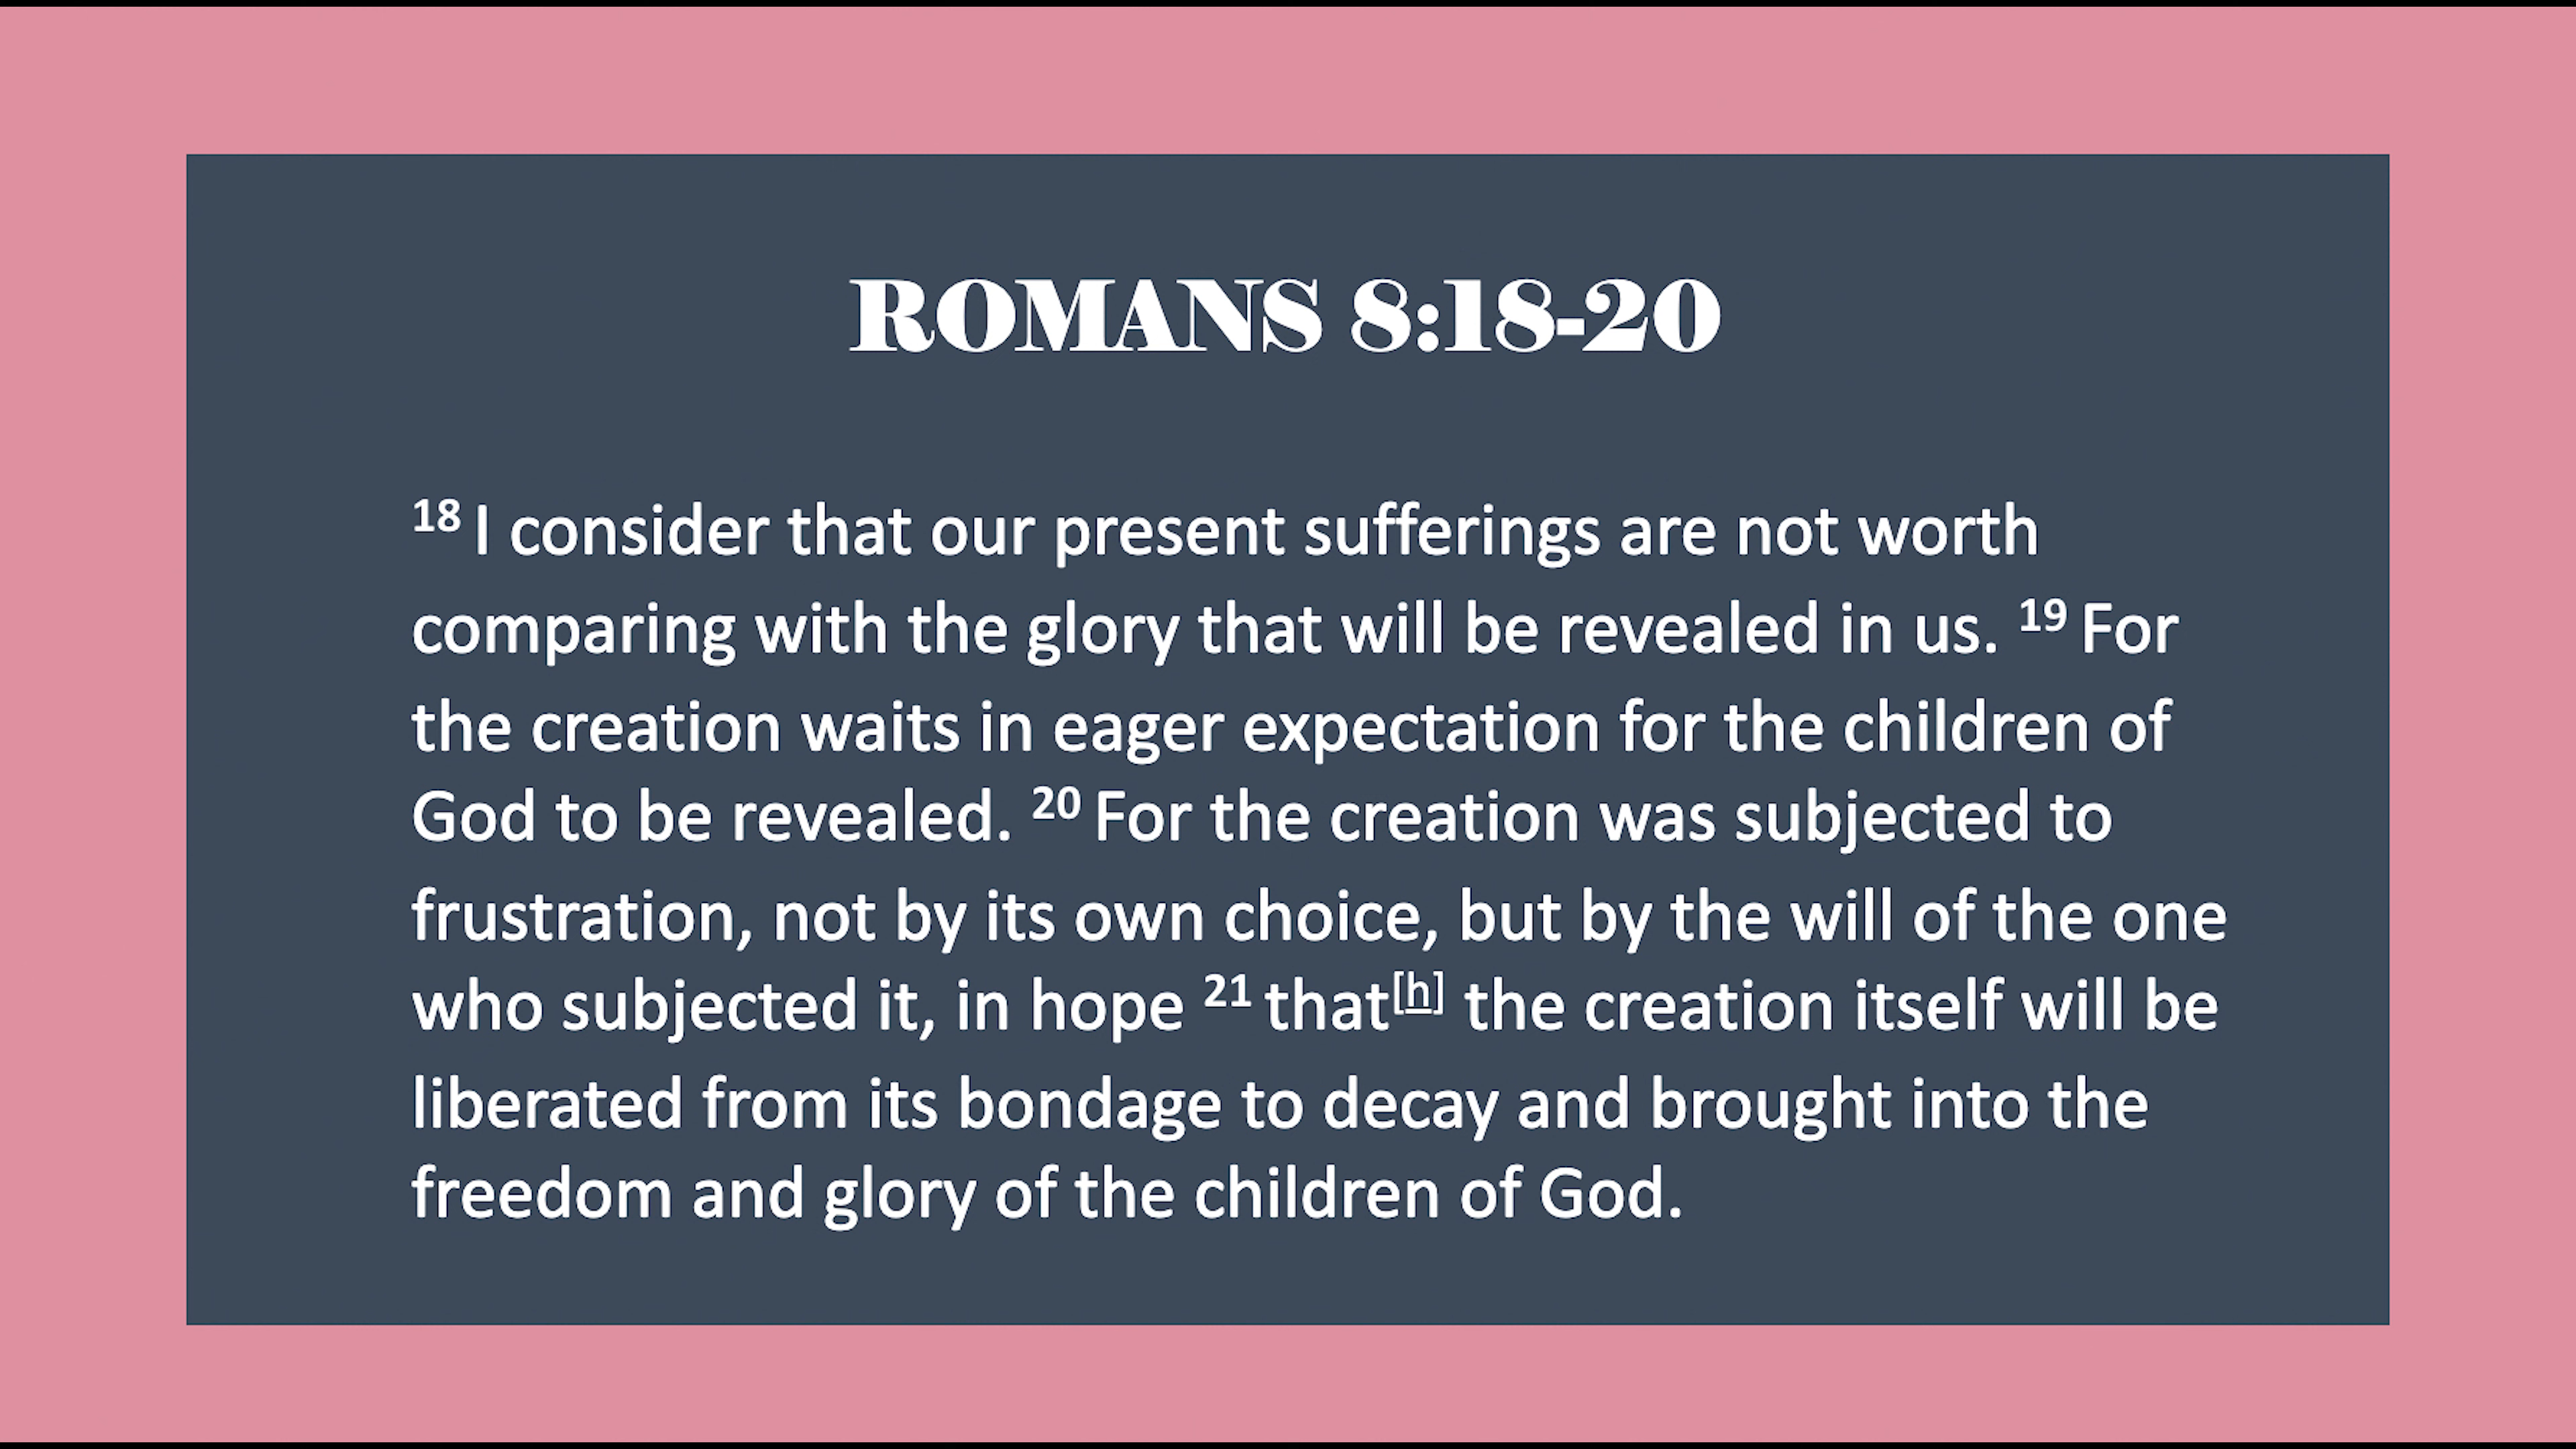 ROMANS 8:18-20
18 I consider that our present sufferings are not worth
comparing with the glory that will be revealed in us. 19 For
the creation waits in eager expectation for the children of
God to be revealed. 20 For the creation was subjected to
frustration, not by its own choice, but by the will of the one
who subjected it, in hope 21 that[h] the creation itself will be
liberated from its bondage to decay and brought into the
freedom and glory of the children of God.